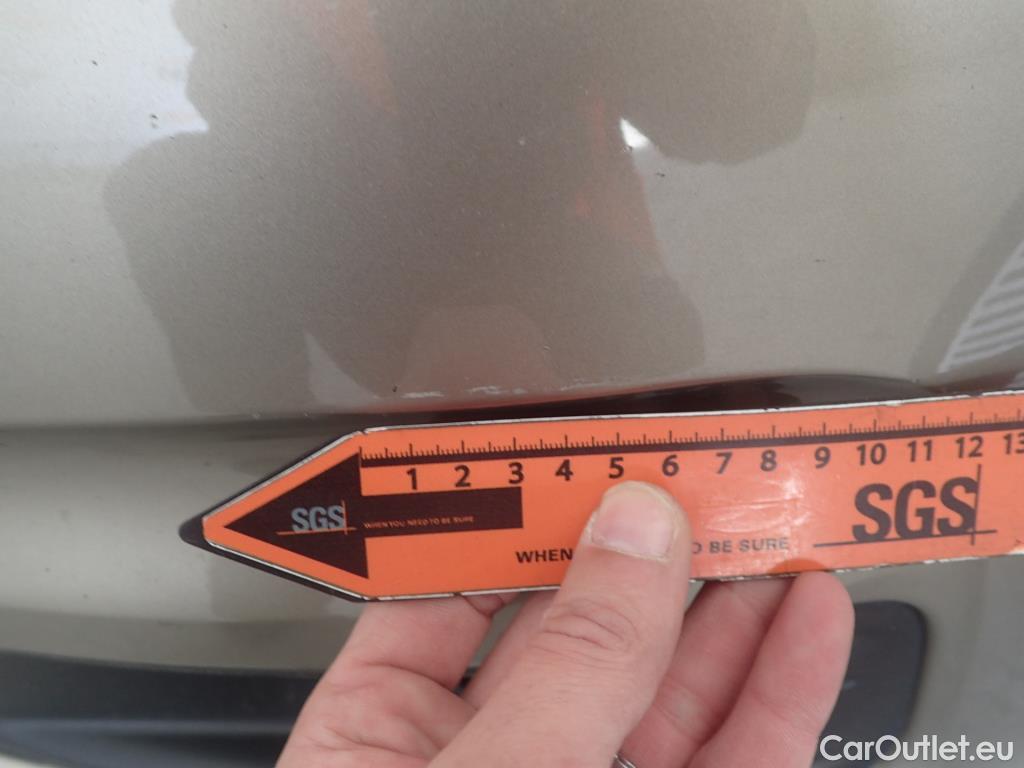 1 2 3 4 5 6 7 8 9 10 11 12 13
SGS WHEN YOU NEED TO BE SURE
SGS
WHEN O BE SURE
CarOutlet.eu